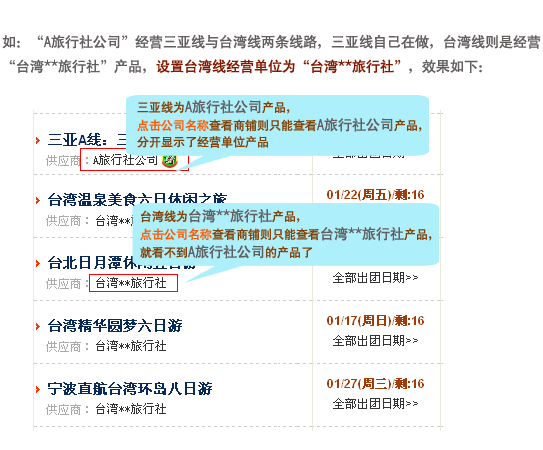 如：“A旅行社公司”经营三亚线与台湾线两条线路，三亚线自己在做，台湾线则是经营
“台湾**旅行社”产品，设置台湾线经营单位为“台湾**旅行社”，效果如下：
三亚线为A旅行社公司产品，
点击公司名称查看商铺则只能查看A旅行社公司产品，
分开显示了经营单位产品
三亚A线：三
供应商：A旅行社公司
全部出团日期>>
台湾温泉美食六日休闲之旅
01/22(周五)/剩:16
供应商：台湾**旅
台湾线为台湾**旅行社产品，
点击公司名称查看商铺则只能查看台湾**旅行社产品，
就看不到A旅行社公司的产品了
台北日月潭休闲五日游
供应商：台湾**旅行社
全部出团日期>>
台湾精华圆梦六日游
01/17(周日)/剩:16
供应商：台湾**旅行社
全部出团日期>>
宁波直航台湾环岛八日游
01/27(周三)/剩:16
供应商：台湾**旅行社
全部出团日期>>